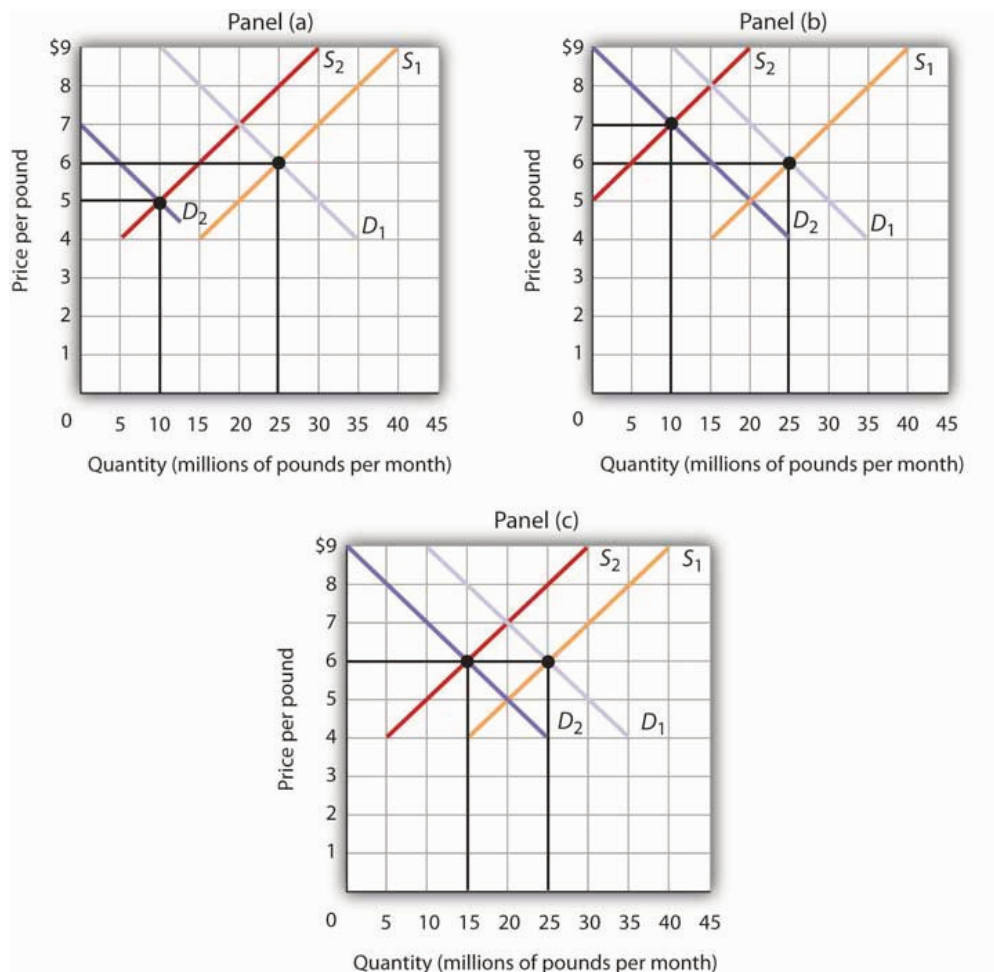 Panel (a)
$9
8
7
6
5
4
3
2
1
0
5 10 15 20 25 30 35 40 45
Price per pound
Quantity (millions of pounds per month)
S2
S1
D2
D1
Panel (b)
$9
8
7
6
5
4
3
2
1
0
5 10 15 20 25 30 35 40 45
Price per pound
Quantity (millions of pounds per month)
S2
S1
D2
D1
Panel (c)
$9
8
7
6
5
4
3
2
1
0
5 10 15 20 25 30 35 40 45
Price per pound
Quantity (millions of pounds per month)
S2
S1
D2
D1